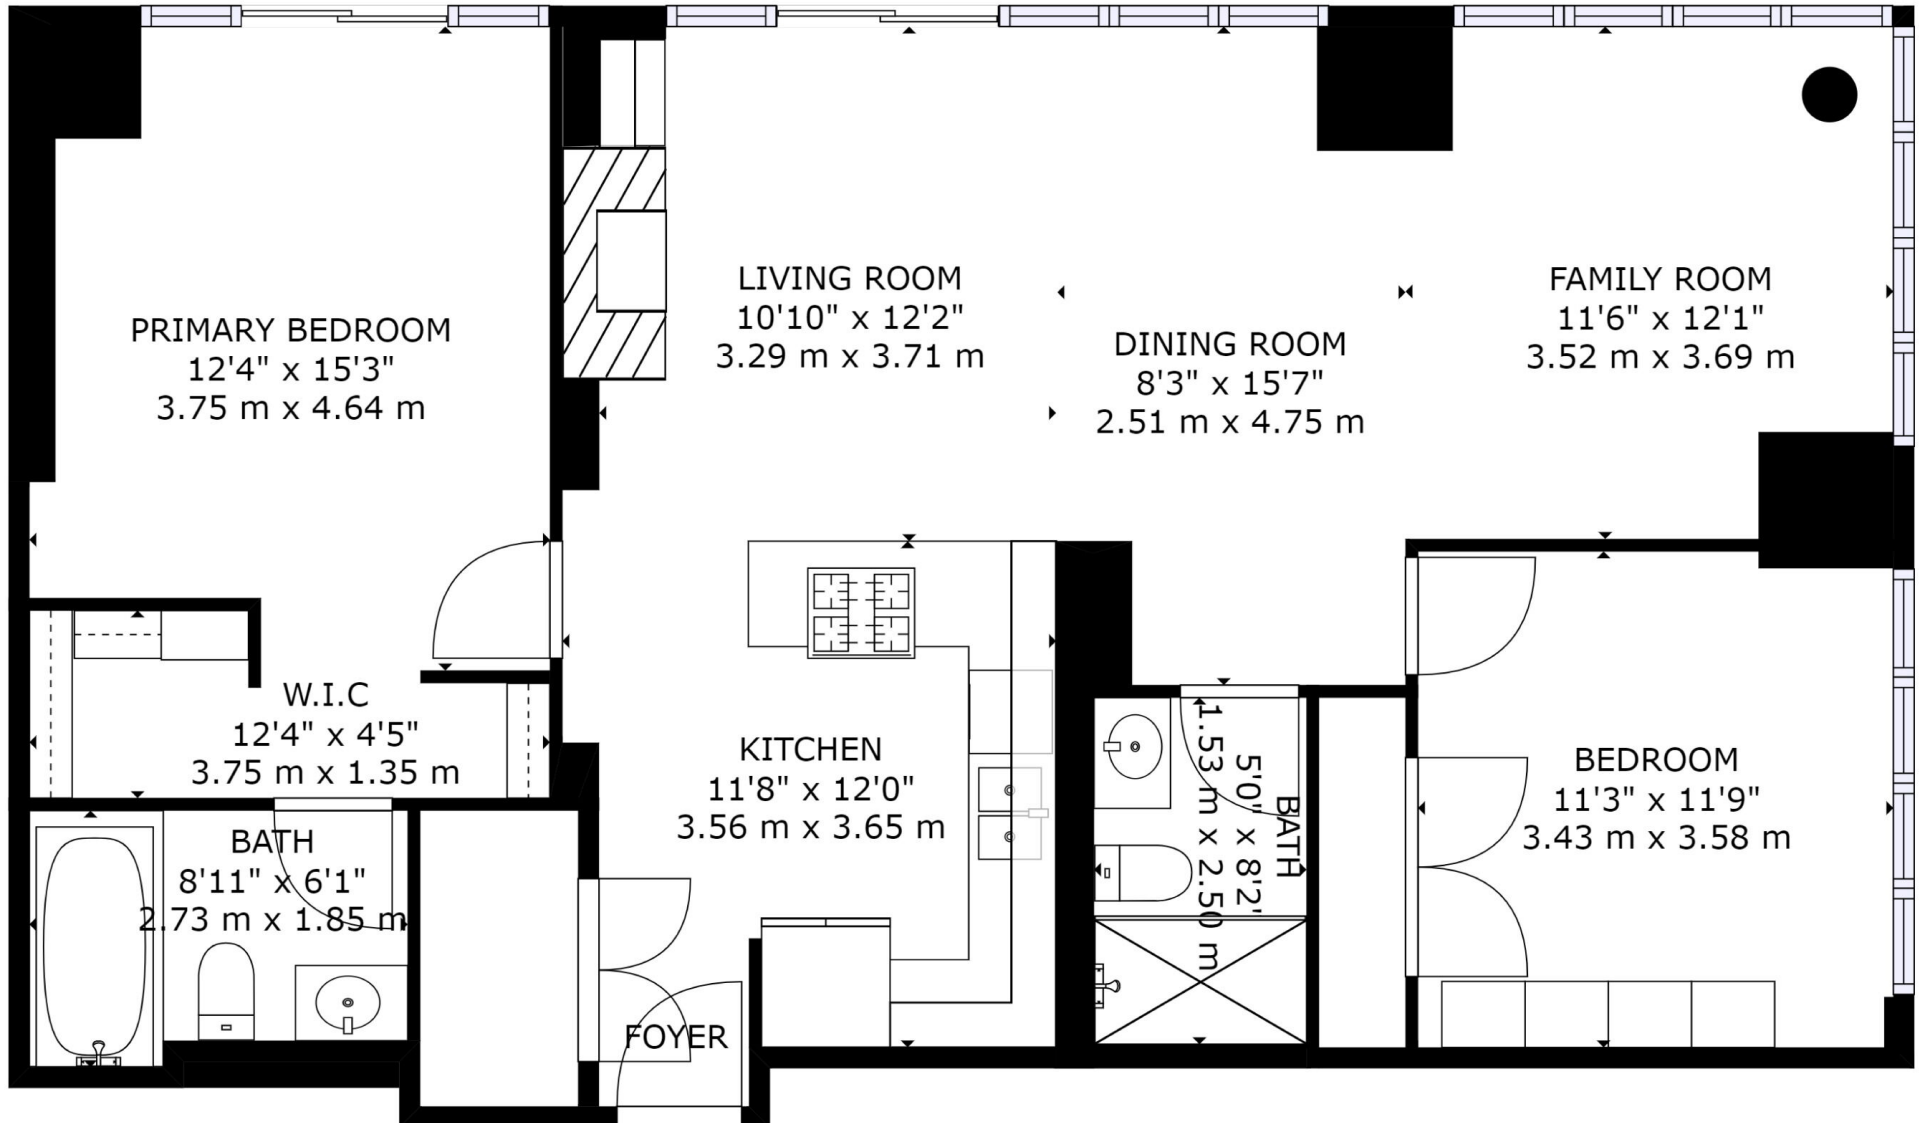 PRIMARY BEDROOM
12'4" x 15'3"
3.75 m x 4.64 m
LIVING ROOM
10'10" x 12'2"
3.29 m x 3.71 m
DINING ROOM
8'3" x 15'7"
2.51 m x 4.75 m
FAMILY ROOM
11'6" x 12'1"
3.52 m x 3.69 m
W.I.C
12'4" x 4'5"
3.75 m x 1.35 m
KITCHEN
11'8" x 12'0"
3.56 m x 3.65 m
BATH
5'0" x 8'2"
1.53 m x 2.50 m
BEDROOM
11'3" x 11'9"
3.43 m x 3.58 m
BATH
8'11" x 6'1"
2.73 m x 1.85 m
FOYER